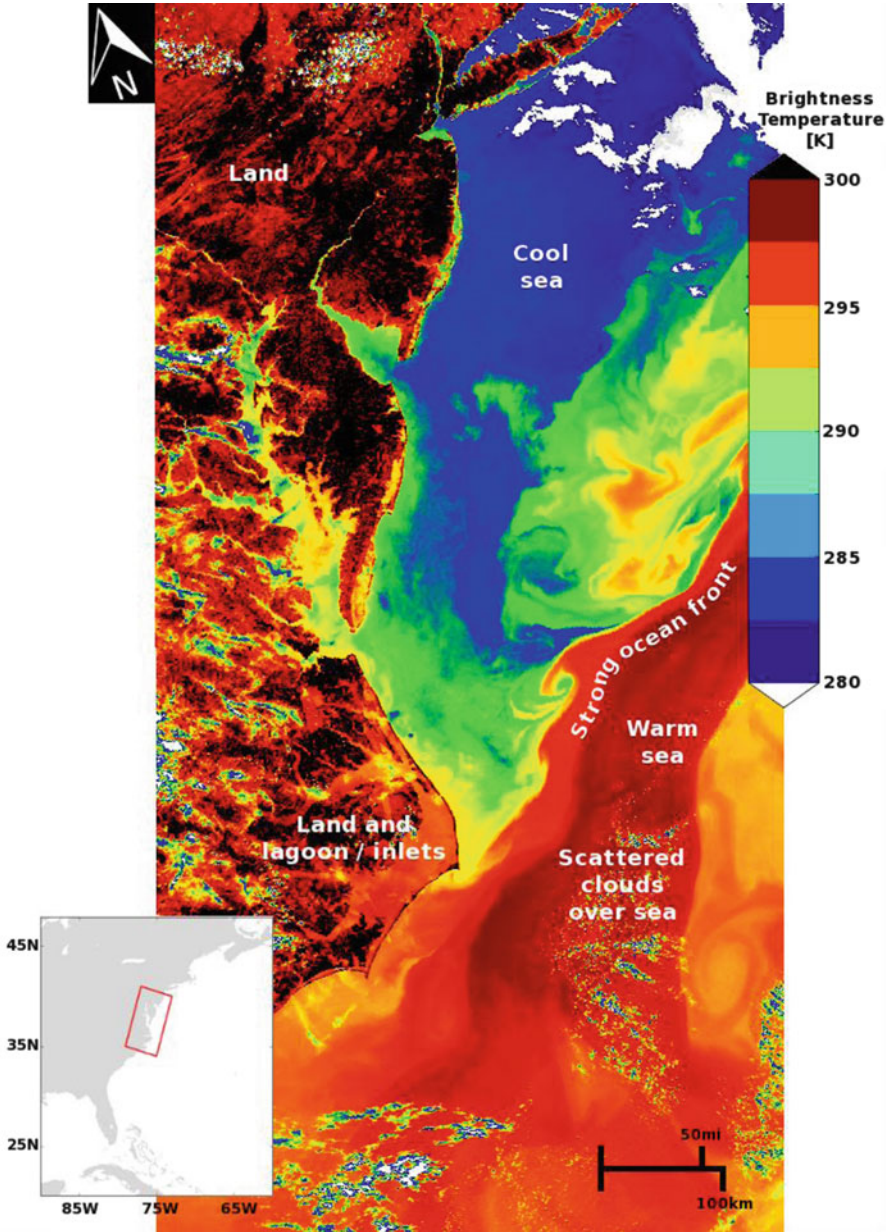 N
Brightness
Temperature
[K]
300
295
290
285
280
Land
Cool
sea
Strong ocean front
Warm
sea
Land and
lagoon / inlets
Scattered
clouds
over sea
45N
35N
25N
85W
75W
65W
50mi
100km